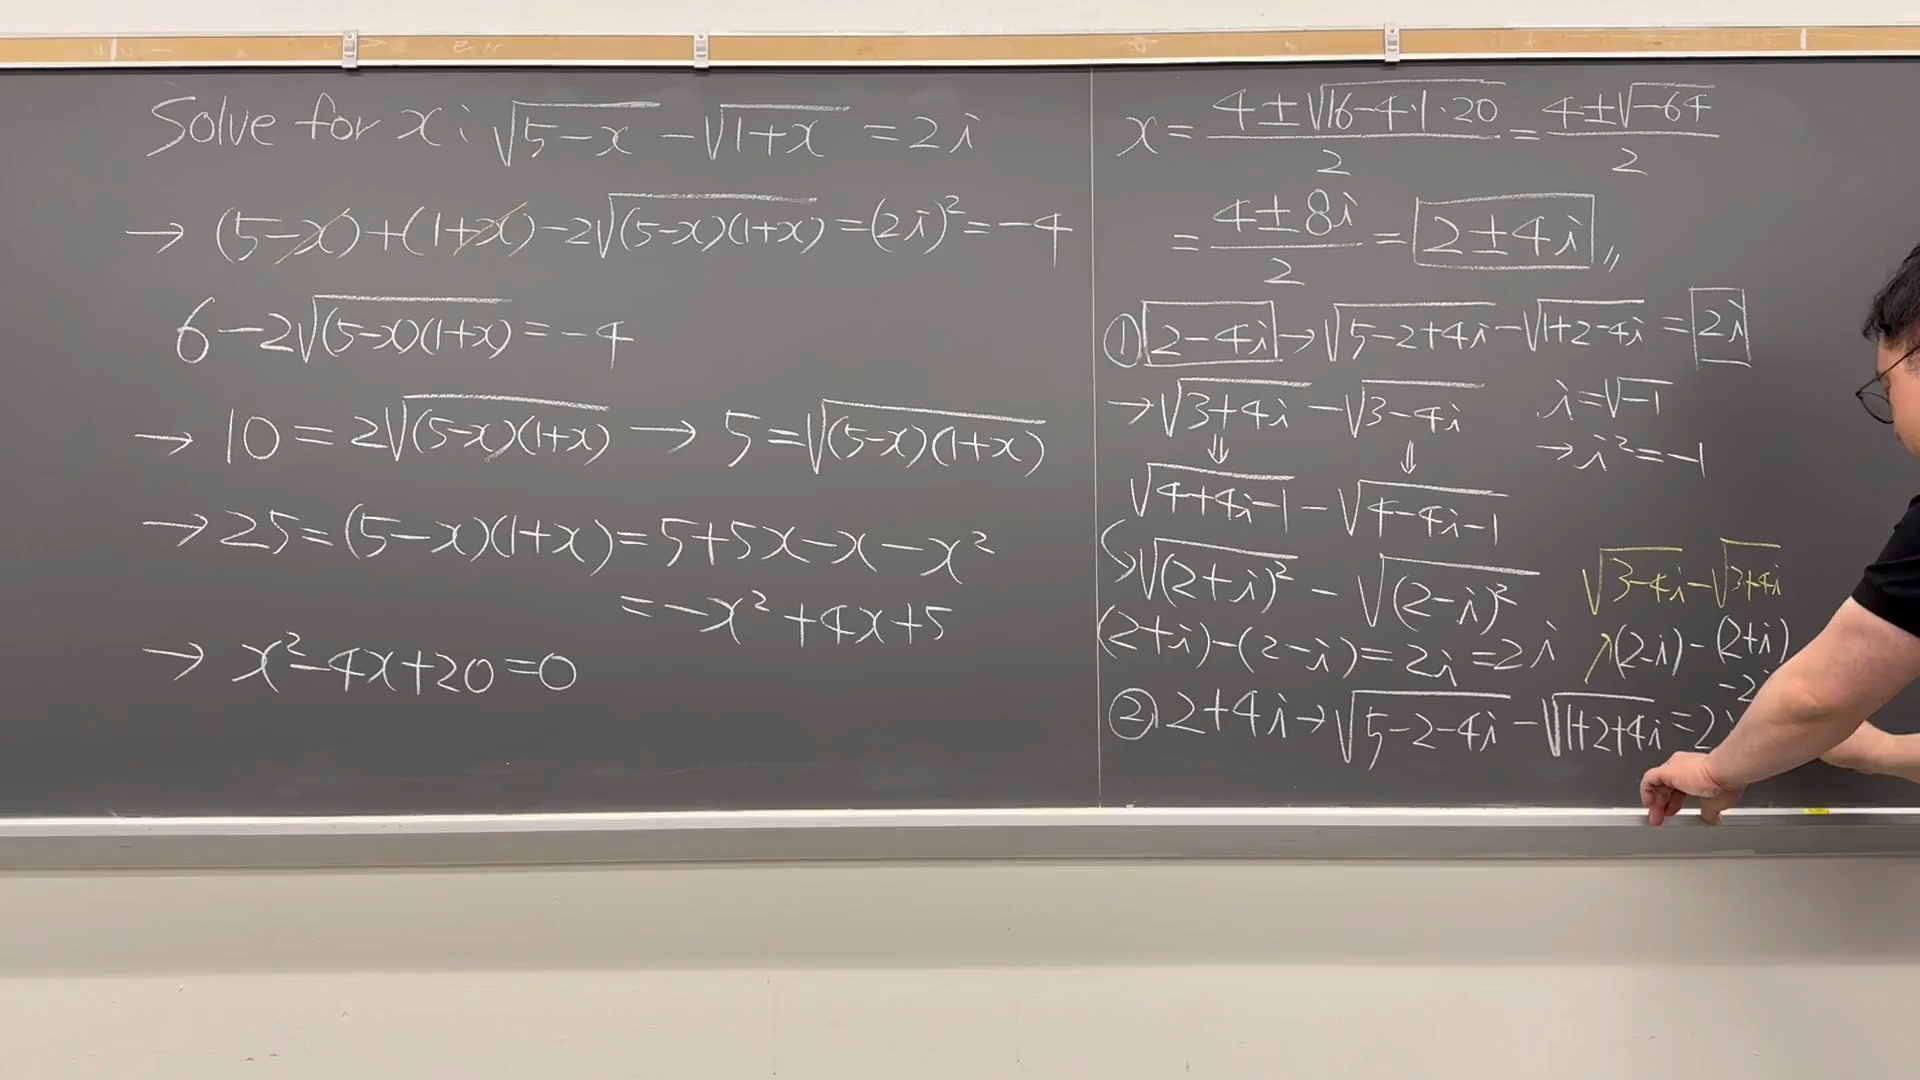 Solve for x: √(5-x) - √(1+x) = 2i
→ (5-x)+(1+x)-2√((5-x)(1+x)) = (2i)² = -4
6-2√((5-x)(1+x)) = -4
→ 10 = 2√((5-x)(1+x)) → 5 = √((5-x)(1+x))
→ 25 = (5-x)(1+x) = 5+5x-x-x²
= -x²+4x+5
→ x²-4x+20=0
x = (4±√(16-4·1·20))/2 = (4±√(-64))/2
= (4±8i)/2 = 2±4i
① 2-4i → √(5-2+4i) - √(1+2-4i) = 2i
→ √(3+4i) - √(3-4i)
i=√-1
→ i²=-1
⇓ ⇓
√(4+4i-1) - √(4-4i-1)
√(2+i)² - √(2-i)²
√(3-4i) - √(3+4i)
(2+i)-(2-i) = 2i = 2i
↗ (2-i)-(2+i)
② 2+4i → √(5-2-4i) - √(1+2+4i) = 2i